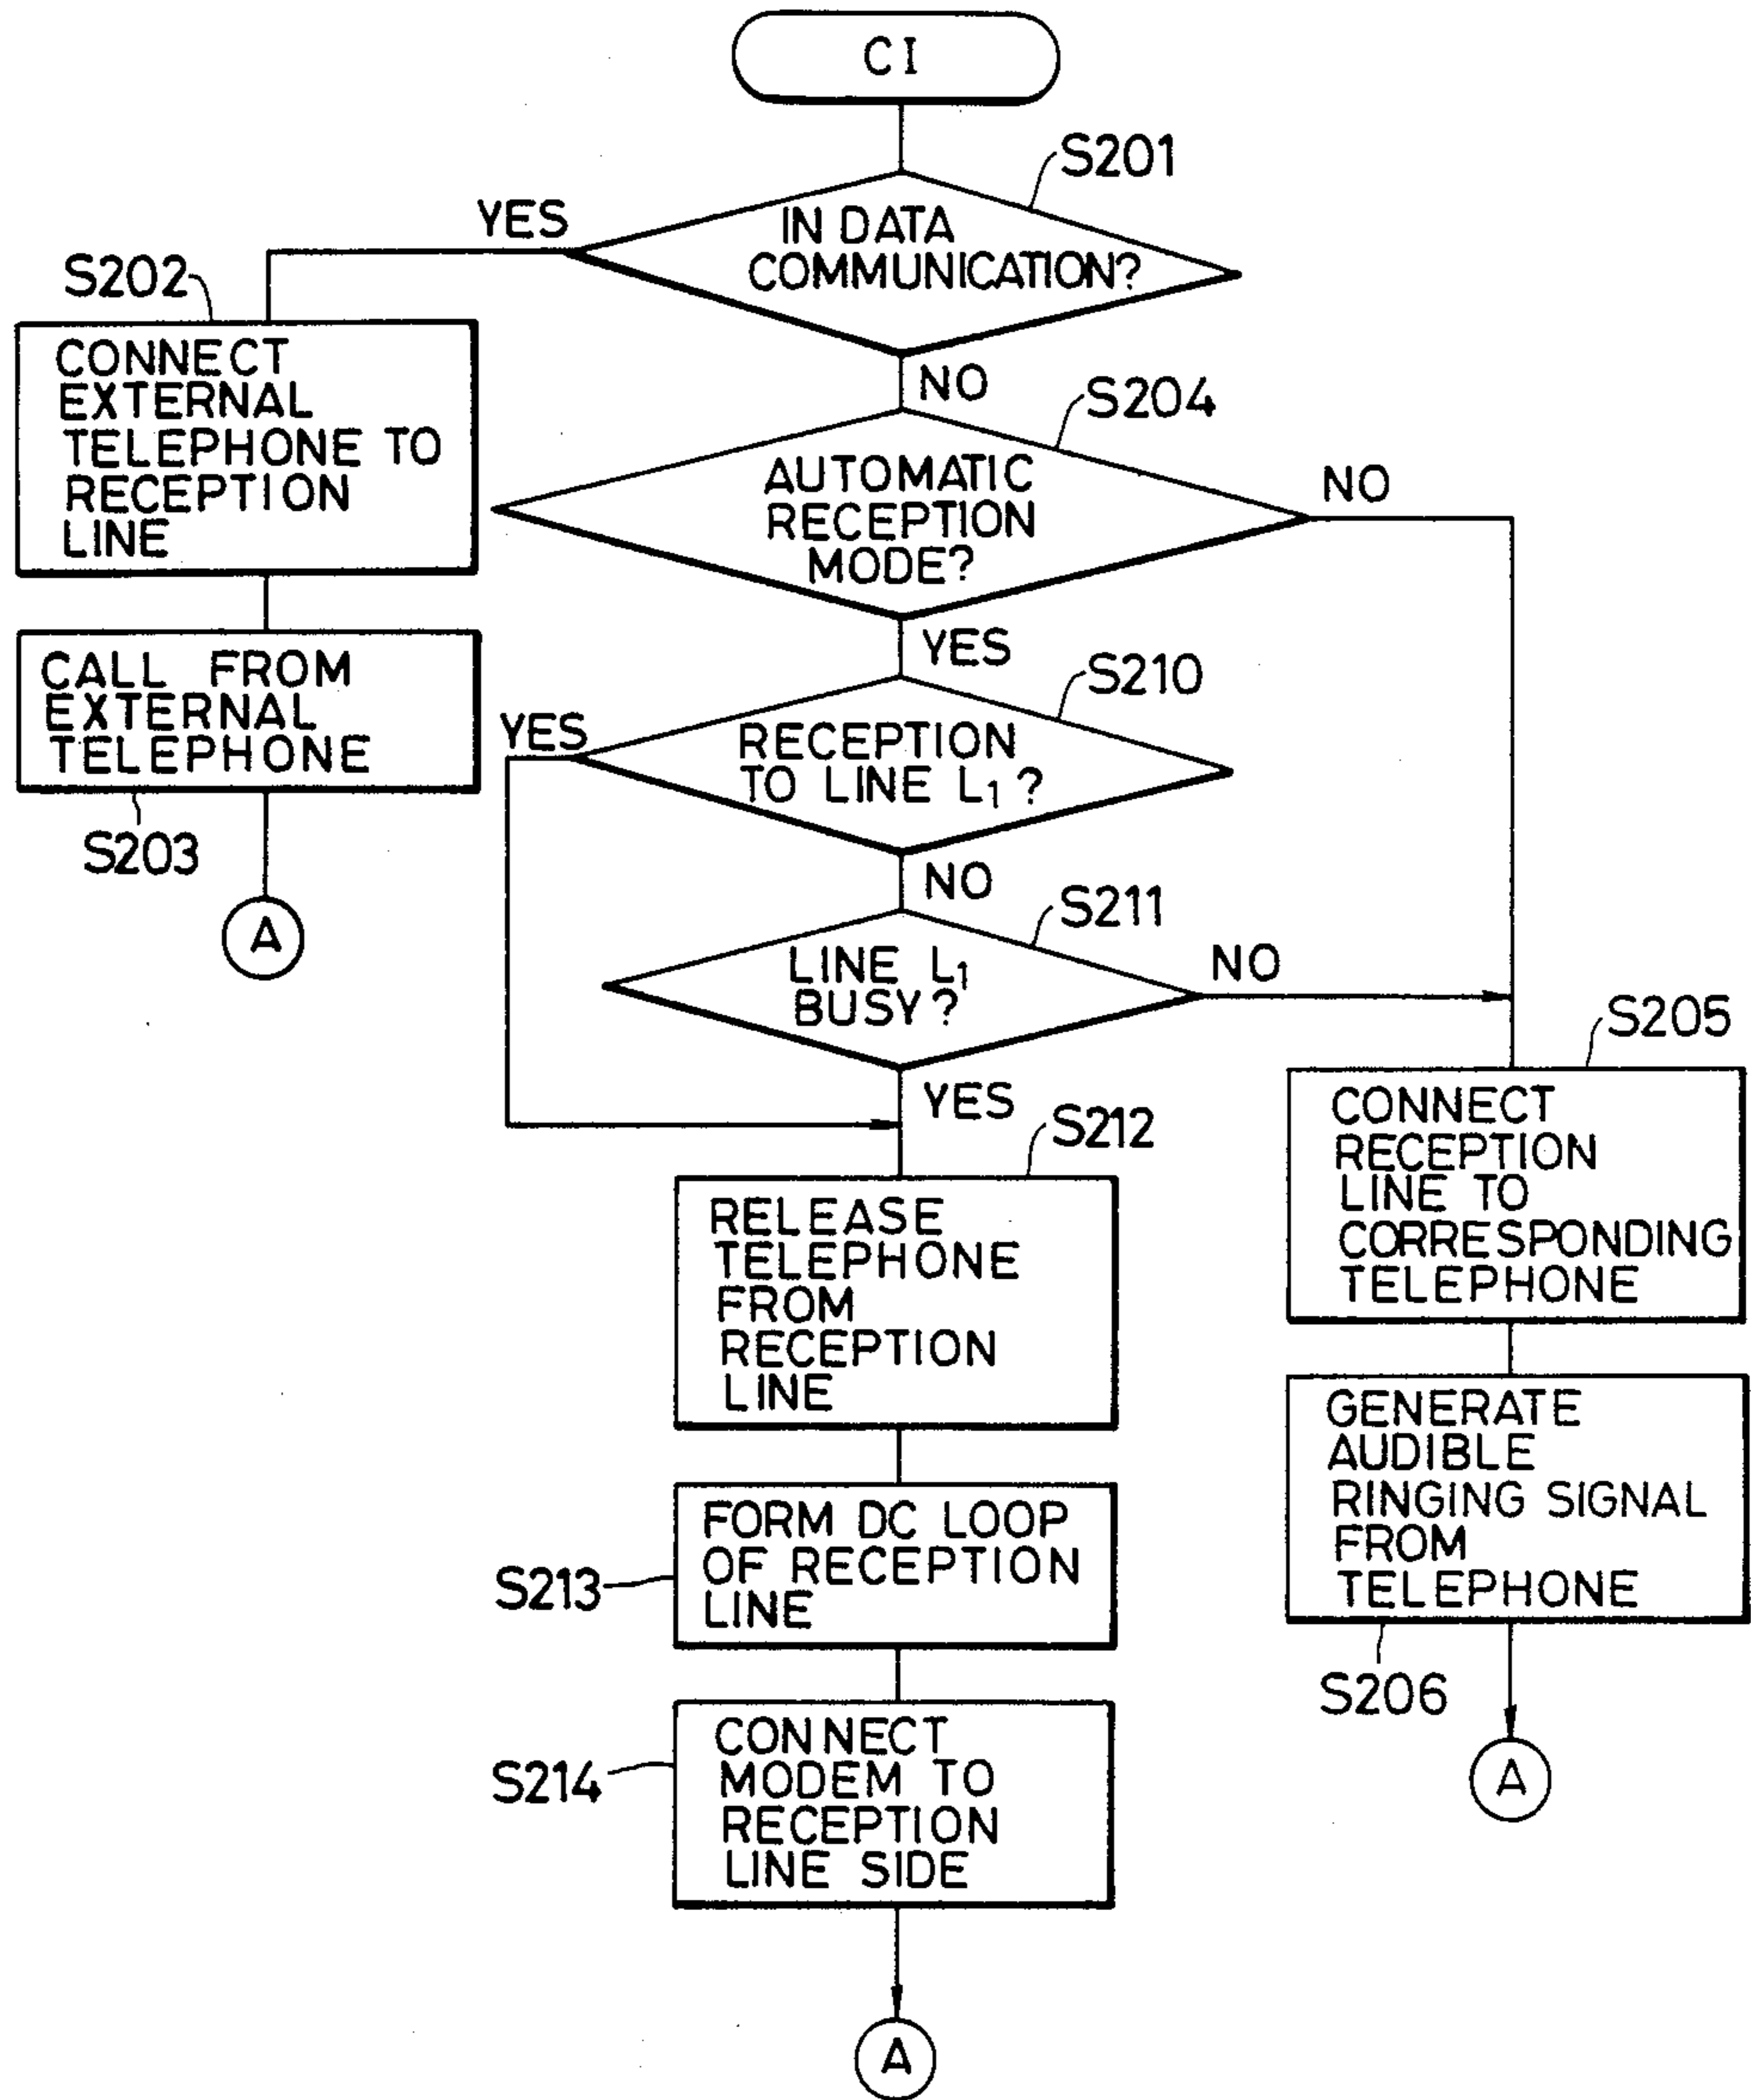 CI
S201
YES
IN DATA
COMMUNICATION?
S202
CONNECT
EXTERNAL
TELEPHONE TO
RECEPTION
LINE
NO
S204
AUTOMATIC
RECEPTION
MODE?
NO
CALL FROM
EXTERNAL
TELEPHONE
S203
A
YES
S210
YES
RECEPTION
TO LINE L1 ?
NO
S211
LINE L1
BUSY?
NO
YES
S205
CONNECT
RECEPTION
LINE TO
CORRESPONDING
TELEPHONE
S212
RELEASE
TELEPHONE
FROM
RECEPTION
LINE
GENERATE
AUDIBLE
RINGING SIGNAL
FROM
TELEPHONE
S206
A
FORM DC LOOP
OF RECEPTION
LINE
S213
CONNECT
MODEM TO
RECEPTION
LINE SIDE
S214
A